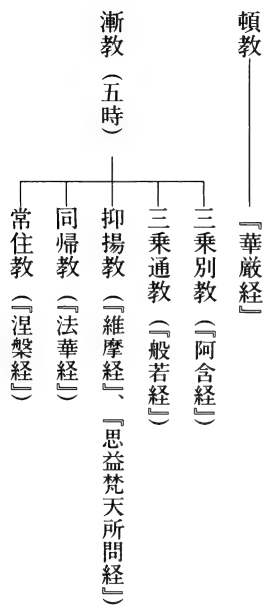 頓教 『華厳経』
漸教(五時)
三乗別教(『阿含経』)
三乗通教(『般若経』)
抑揚教(『維摩経』、『思益梵天所問経』)
同帰教(『法華経』)
常住教(『涅槃経』)